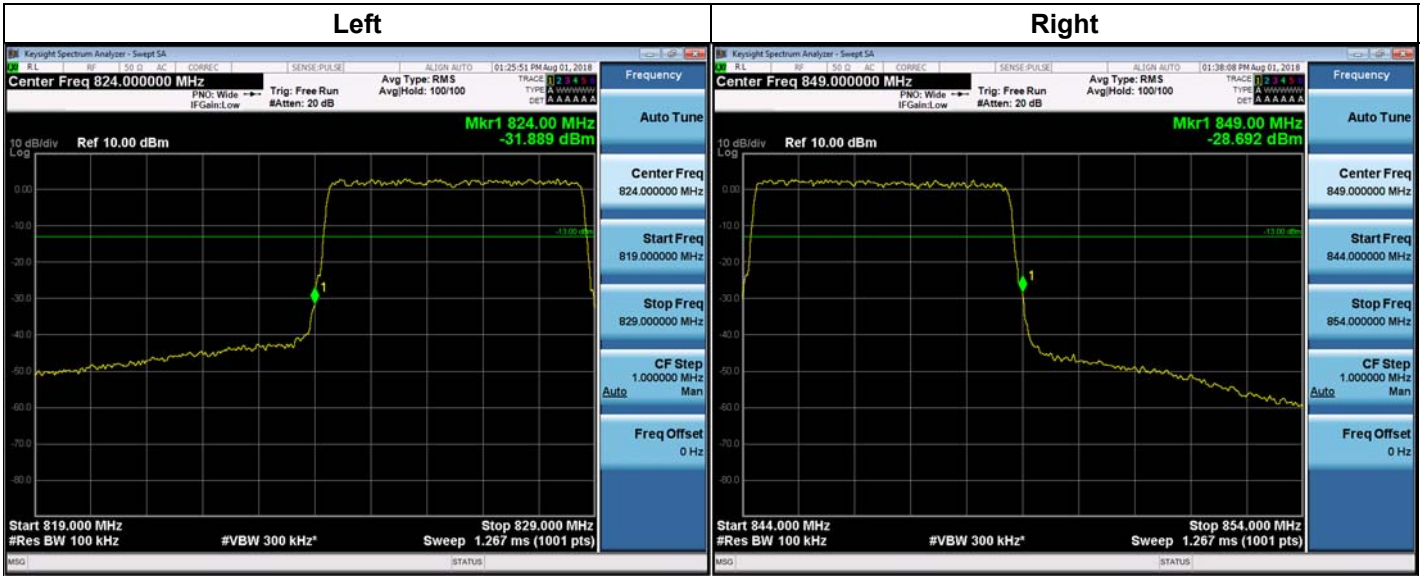 Left
Keysight Spectrum Analyzer - Swept SA
RL RF 50 Ω AC CORREC SENSE:PULSE ALIGN AUTO 01:25:51 PM Aug 01, 2018
Center Freq 824.000000 MHz
PNO: Wide
IFGain:Low
Trig: Free Run
#Atten: 20 dB
Avg Type: RMS
Avg|Hold: 100/100
TRACE 1 2 3 4 5 6
TYPE A WWWWW
DET A A A A A A
Mkr1 824.00 MHz
-31.889 dBm
10 dB/div Ref 10.00 dBm
Log
0.00
-10.0
-20.0
-30.0
-40.0
-50.0
-60.0
-70.0
-80.0
-13.00 dBm
1
Start 819.000 MHz Stop 829.000 MHz
#Res BW 100 kHz #VBW 300 kHz* Sweep 1.267 ms (1001 pts)
MSG STATUS
Frequency
Auto Tune
Center Freq
824.000000 MHz
Start Freq
819.000000 MHz
Stop Freq
829.000000 MHz
CF Step
1.000000 MHz
Auto Man
Freq Offset
0 Hz
Right
Keysight Spectrum Analyzer - Swept SA
RL RF 50 Ω AC CORREC SENSE:PULSE ALIGN AUTO 01:38:08 PM Aug 01, 2018
Center Freq 849.000000 MHz
PNO: Wide
IFGain:Low
Trig: Free Run
#Atten: 20 dB
Avg Type: RMS
Avg|Hold: 100/100
TRACE 1 2 3 4 5 6
TYPE A WWWWW
DET A A A A A A
Mkr1 849.00 MHz
-28.692 dBm
10 dB/div Ref 10.00 dBm
Log
0.00
-10.0
-20.0
-30.0
-40.0
-50.0
-60.0
-70.0
-80.0
-13.00 dBm
1
Start 844.000 MHz Stop 854.000 MHz
#Res BW 100 kHz #VBW 300 kHz* Sweep 1.267 ms (1001 pts)
MSG STATUS
Frequency
Auto Tune
Center Freq
849.000000 MHz
Start Freq
844.000000 MHz
Stop Freq
854.000000 MHz
CF Step
1.000000 MHz
Auto Man
Freq Offset
0 Hz